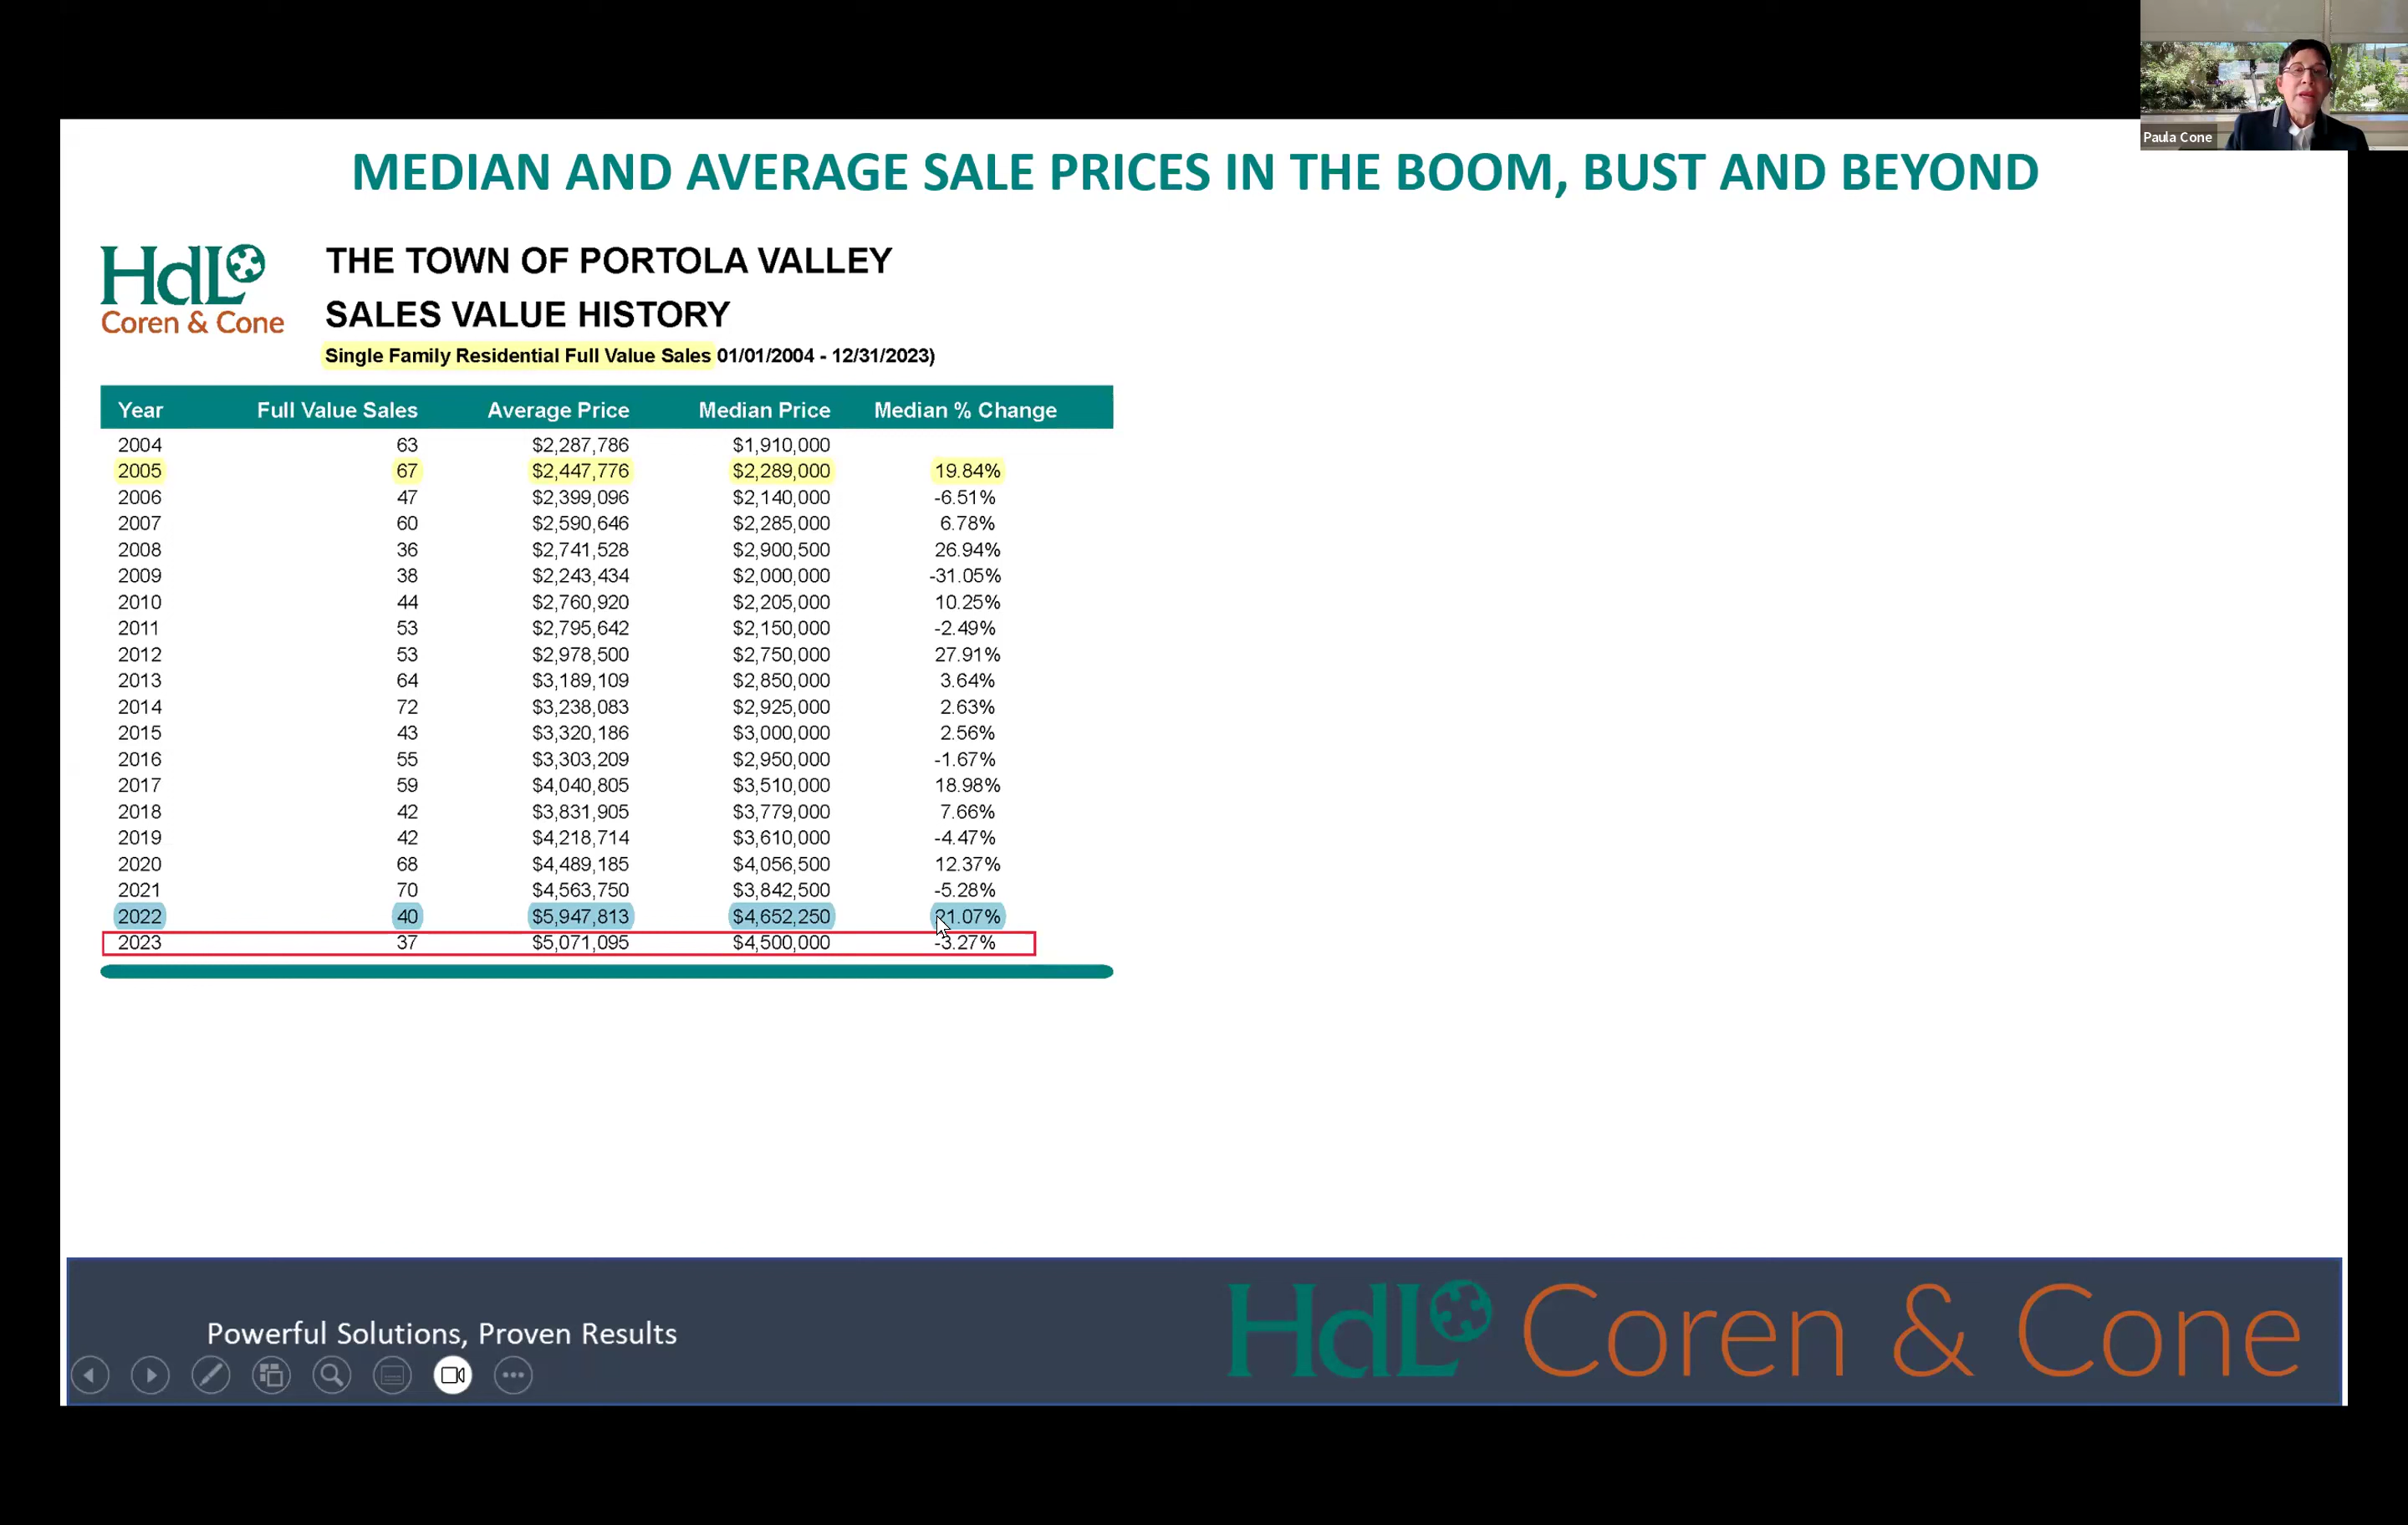 Paula Cone
MEDIAN AND AVERAGE SALE PRICES IN THE BOOM, BUST AND BEYOND
HdL
Coren & Cone
THE TOWN OF PORTOLA VALLEY
SALES VALUE HISTORY
Single Family Residential Full Value Sales 01/01/2004 - 12/31/2023)
Year Full Value Sales Average Price Median Price Median % Change
2004 63 $2,287,786 $1,910,000
2005 67 $2,447,776 $2,289,000 19.84%
2006 47 $2,399,096 $2,140,000 -6.51%
2007 60 $2,590,646 $2,285,000 6.78%
2008 36 $2,741,528 $2,900,500 26.94%
2009 38 $2,243,434 $2,000,000 -31.05%
2010 44 $2,760,920 $2,205,000 10.25%
2011 53 $2,795,642 $2,150,000 -2.49%
2012 53 $2,978,500 $2,750,000 27.91%
2013 64 $3,189,109 $2,850,000 3.64%
2014 72 $3,238,083 $2,925,000 2.63%
2015 43 $3,320,186 $3,000,000 2.56%
2016 55 $3,303,209 $2,950,000 -1.67%
2017 59 $4,040,805 $3,510,000 18.98%
2018 42 $3,831,905 $3,779,000 7.66%
2019 42 $4,218,714 $3,610,000 -4.47%
2020 68 $4,489,185 $4,056,500 12.37%
2021 70 $4,563,750 $3,842,500 -5.28%
2022 40 $5,947,813 $4,652,250 21.07%
2023 37 $5,071,095 $4,500,000 -3.27%
Powerful Solutions, Proven Results
HdL Coren & Cone